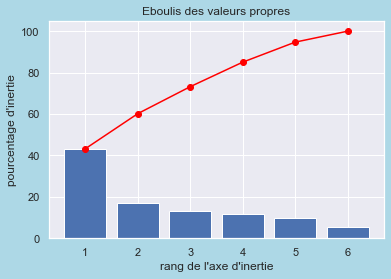 Eboulis des valeurs propres
pourcentage d'inertie
100
80
60
40
20
0
1 2 3 4 5 6
rang de l'axe d'inertie